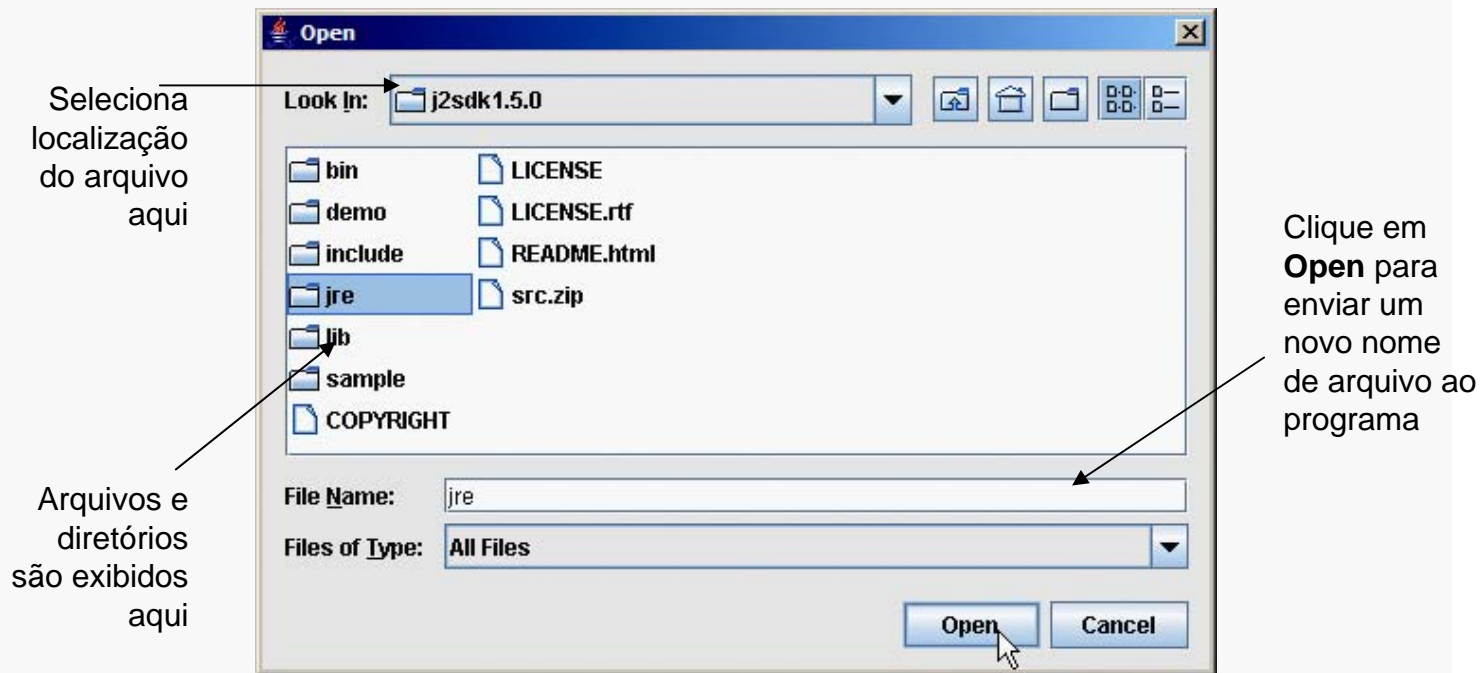 Open
Seleciona
localização
do arquivo
aqui
Look In: j2sdk1.5.0
bin
demo
include
jre
lib
sample
COPYRIGHT
LICENSE
LICENSE.rtf
README.html
src.zip
Clique em
Open para
enviar um
novo nome
de arquivo ao
programa
Arquivos e
diretórios
são exibidos
aqui
File Name: jre
Files of Type: All Files
Open Cancel